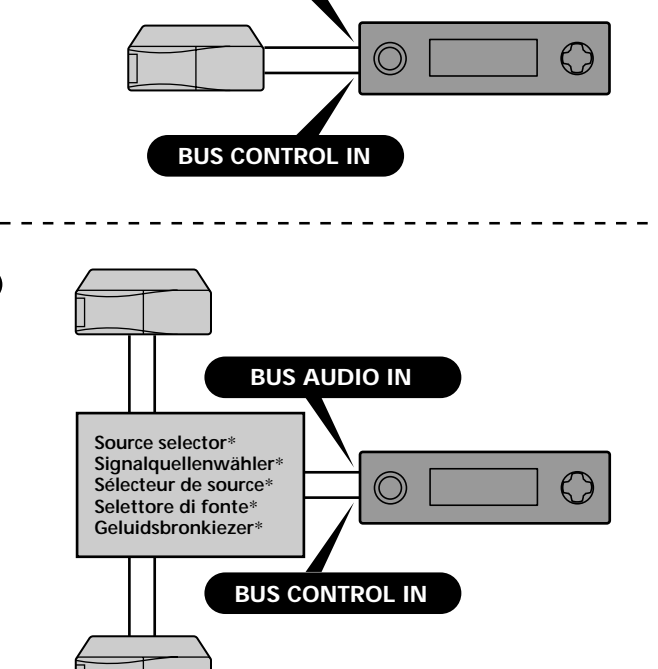 BUS CONTROL IN
BUS AUDIO IN
Source selector*
Signalquellenwähler*
Sélecteur de source*
Selettore di fonte*
Geluidsbronkiezer*
BUS CONTROL IN